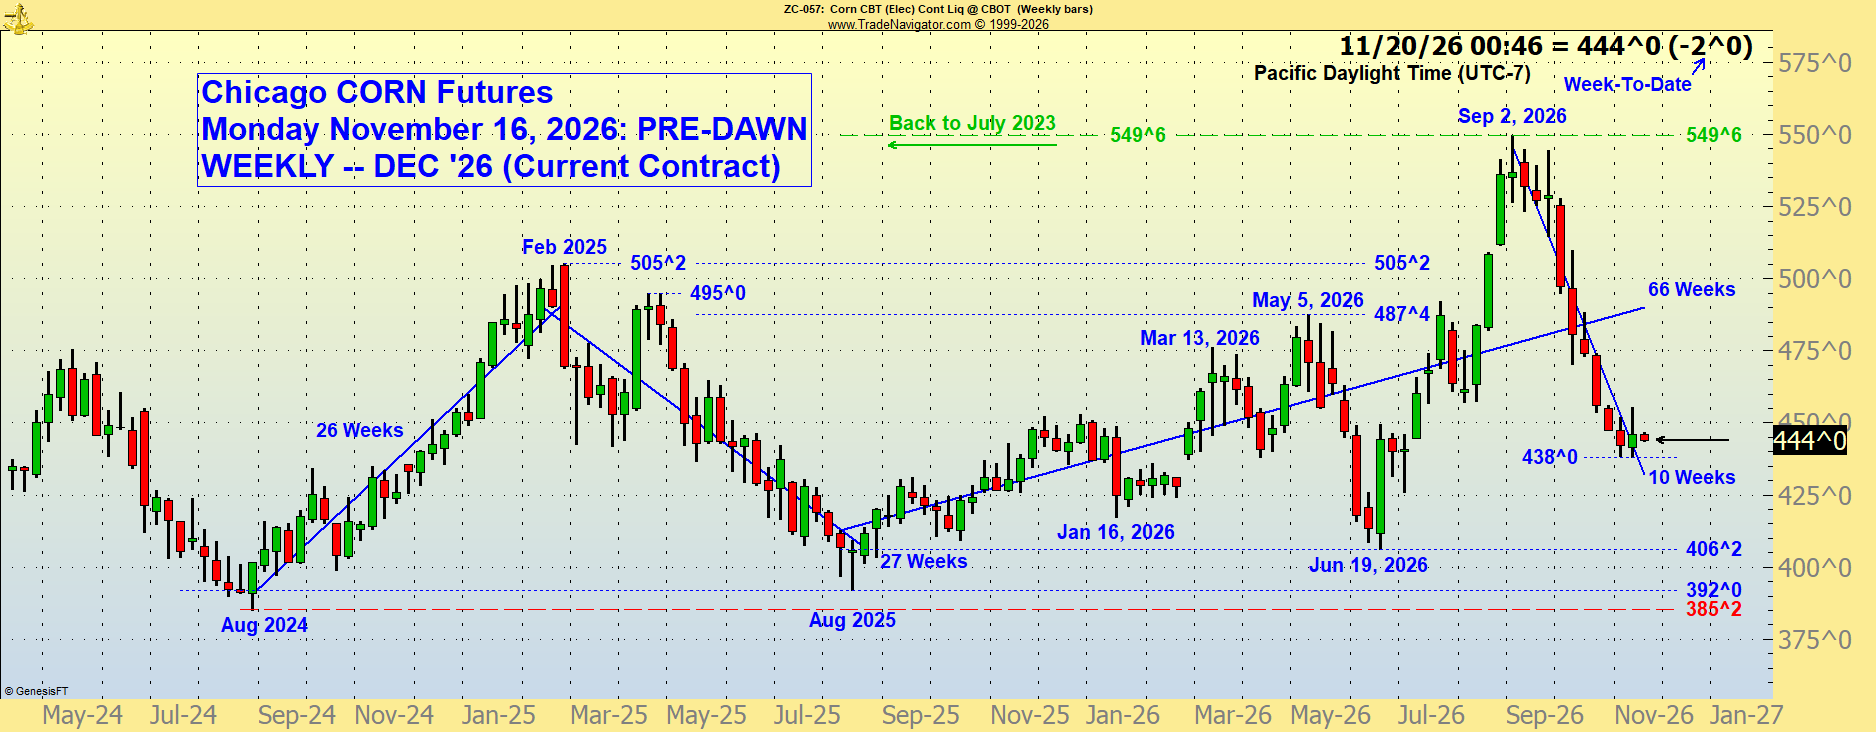 ZC-057: Corn CBT (Elec) Cont Liq @ CBOT (Weekly bars)
www.TradeNavigator.com © 1999-2026
11/20/26 00:46 = 444^0 (-2^0)
Pacific Daylight Time (UTC-7)
Week-To-Date
Chicago CORN Futures
Monday November 16, 2026: PRE-DAWN
WEEKLY -- DEC '26 (Current Contract)
Back to July 2023
549^6
Sep 2, 2026
549^6
Feb 2025
505^2
505^2
495^0
May 5, 2026
487^4
66 Weeks
Mar 13, 2026
26 Weeks
438^0
10 Weeks
Jan 16, 2026
27 Weeks
Jun 19, 2026
406^2
392^0
385^2
Aug 2024
Aug 2025
575^0
550^0
525^0
500^0
475^0
450^0
444^0
425^0
400^0
375^0
© GenesisFT
May-24 Jul-24 Sep-24 Nov-24 Jan-25 Mar-25 May-25 Jul-25 Sep-25 Nov-25 Jan-26 Mar-26 May-26 Jul-26 Sep-26 Nov-26 Jan-27